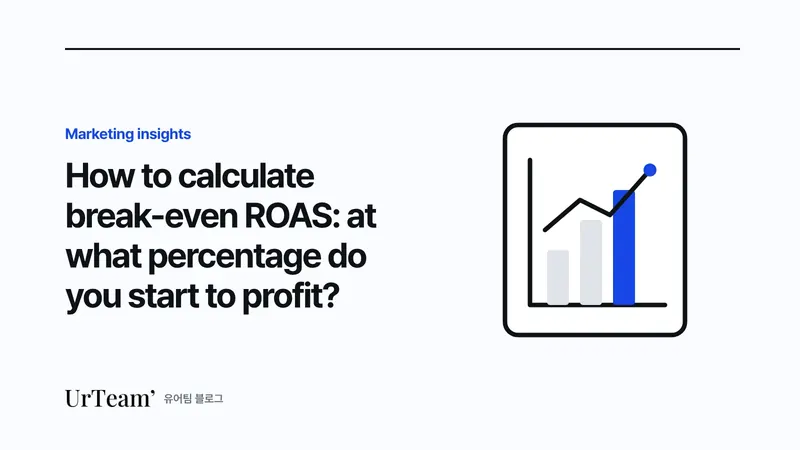 Marketing insights
How to calculate
break-even ROAS: at
what percentage do
you start to profit?
UrTeam’ 유어팀 블로그